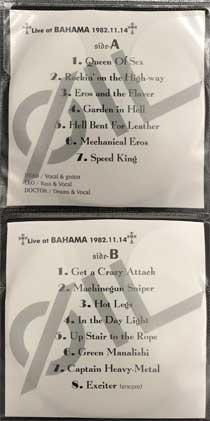 Live at BAHAMA 1982.11.14
side-A
1. Queen Of Sex
2. Rockin' on the High-way
3. Eros and the Flaver
4. Garden in Hell
5. Hell Bent For Leather
6. Mechanical Eros
7. Speed King
/ Vocal & guitar
LEO / Bass & Vocal
DOCTOR / Drums & Vocal
Live at BAHAMA 1982.11.14
side-B
1. Get a Crazy Attack
2. Machinegun Sniper
3. Hot Legs
4. In the Day Light
5. Up Stair to the Rope
6. Green Manalishi
7. Captain Heavy-Metal
8. Exciter (encore)